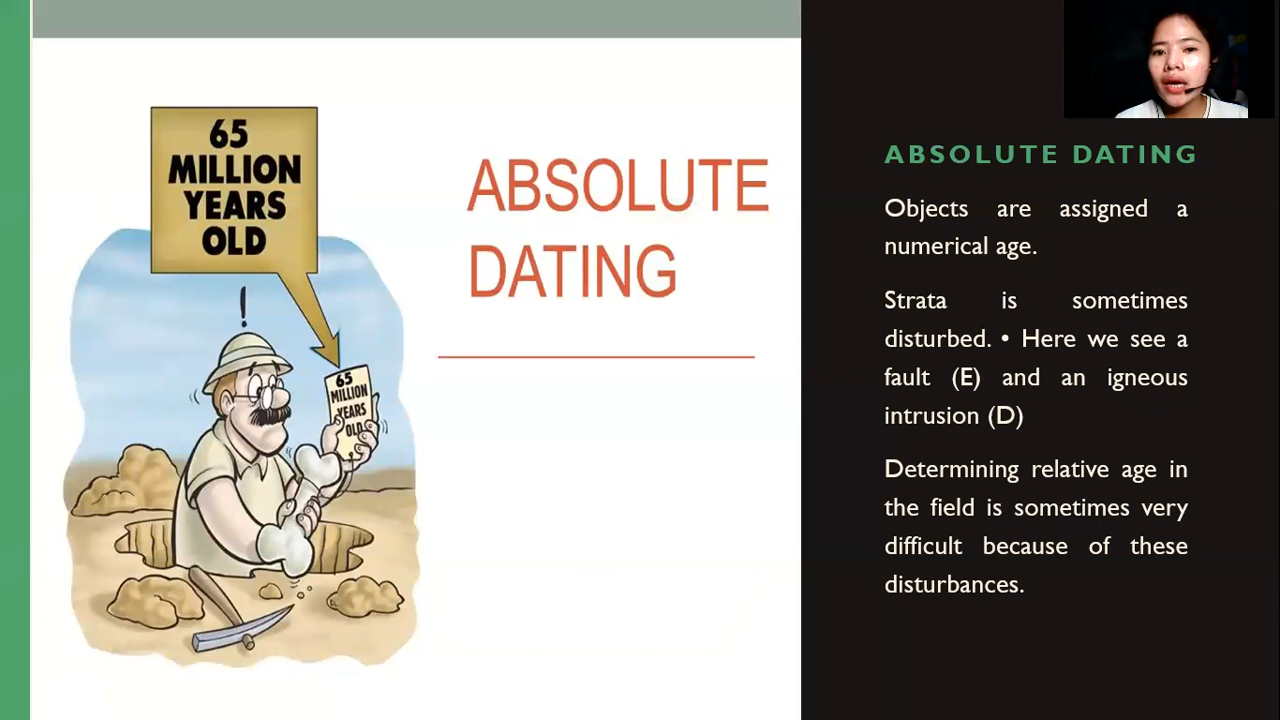 65
MILLION
YEARS
OLD
!
65
MILLION
YEARS
OLD
ABSOLUTE
DATING
ABSOLUTE DATING
Objects are assigned a
numerical age.
Strata is sometimes
disturbed. • Here we see a
fault (E) and an igneous
intrusion (D)
Determining relative age in
the field is sometimes very
difficult because of these
disturbances.